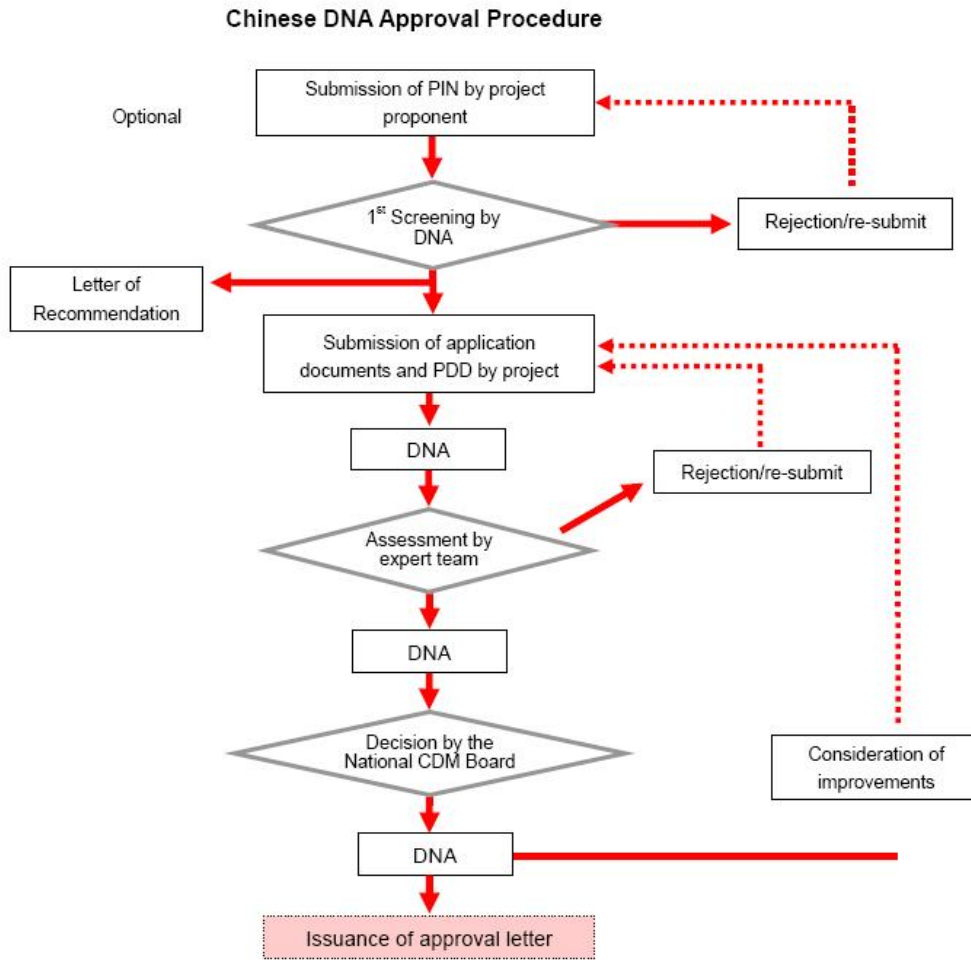 Chinese DNA Approval Procedure
Submission of PIN by project
proponent
Optional
1st Screening by
DNA
Rejection/re-submit
Letter of
Recommendation
Submission of application
documents and PDD by project
DNA
Rejection/re-submit
Assessment by
expert team
DNA
Decision by the
National CDM Board
Consideration of
improvements
DNA
Issuance of approval letter